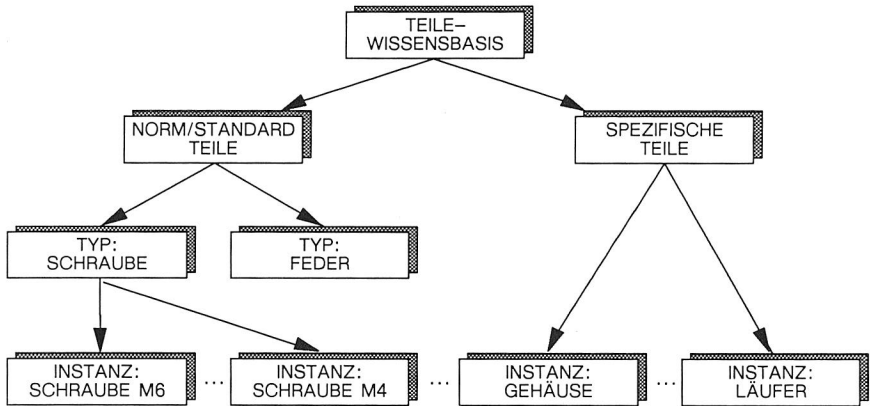 TEILE–
WISSENSBASIS
NORM/STANDARD
TEILE
SPEZIFISCHE
TEILE
TYP:
SCHRAUBE
TYP:
FEDER
INSTANZ:
SCHRAUBE M6
...
INSTANZ:
SCHRAUBE M4
...
INSTANZ:
GEHÄUSE
...
INSTANZ:
LÄUFER